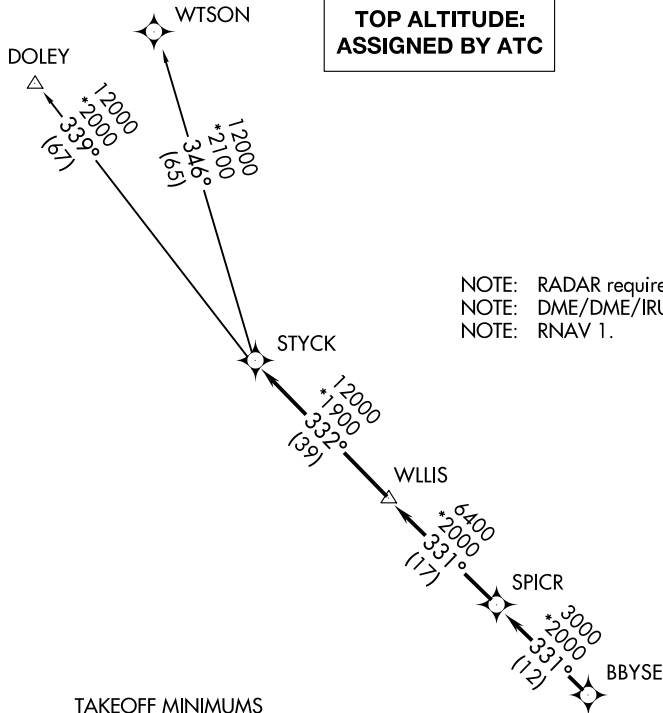 WTSON
TOP ALTITUDE:
ASSIGNED BY ATC
DOLEY
12000
*2000
339°
(67)
12000
*2100
346°
(65)
NOTE: RADAR require
NOTE: DME/DME/IRU
NOTE: RNAV 1.
STYCK
12000
*1900
332°
(39)
WLLIS
6400
*2000
331°
(17)
SPICR
3000
*2000
331°
(12)
BBYSE
TAKEOFF MINIMUMS